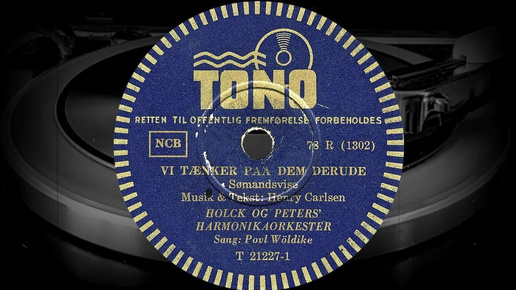 TONO
RETTEN TIL OFFENTLIG FREMFØRELSE FORBEHOLDES
NCB 78 R (1302)
VI TÆNKER PAA DEM DERUDE
Sømandsvise
Musik & Tekst: Henry Carlsen
HOLCK OG PETERS'
HARMONIKAORKESTER
Sang: Povl Wöldike
T 21227-1